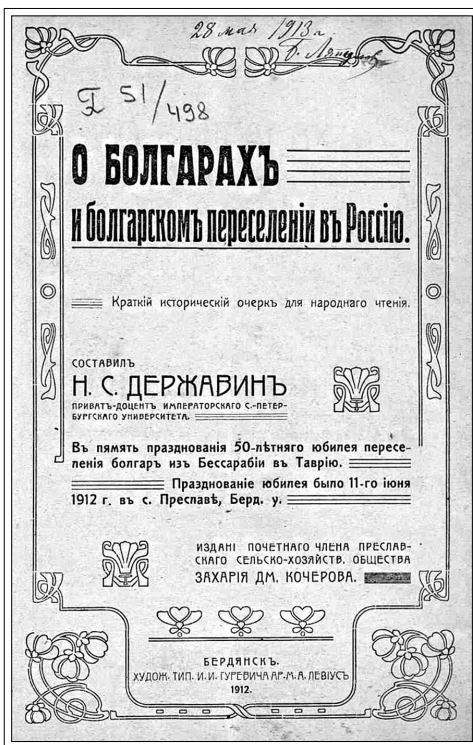 28 мая 1913 г.
51/498
О БОЛГАРАХЪ
и болгарскомъ переселеніи въ Россію.
Краткій историческій очеркъ для народнаго чтенія.
СОСТАВИЛЪ
Н. С. ДЕРЖАВИНЪ
ПРИВАТЪ-ДОЦЕНТЪ ИМПЕРАТОРСКАГО С.-ПЕТЕР-
БУРГСКАГО УНИВЕРСИТЕТА.
Въ память празднованія 50-лѣтняго юбилея пересе-
ленія болгар изъ Бессарабіи въ Таврію.
Празднованіе юбилея было 11-го іюня
1912 г. въ с. Преславѣ, Берд. у.
ИЗДАНІ ПОЧЕТНАГО ЧЛЕНА ПРЕСЛАВ-
СКАГО СЕЛЬСКО-ХОЗЯЙСТВ. ОБЩЕСТВА
ЗАХАРІЯ ДМ. КОЧЕРОВА.
БЕРДЯНСКЪ.
ХУДОЖ. ТИП. И. И. ГУРЕВИЧА АР. М. А. ЛЕВІУСЪ
1912.